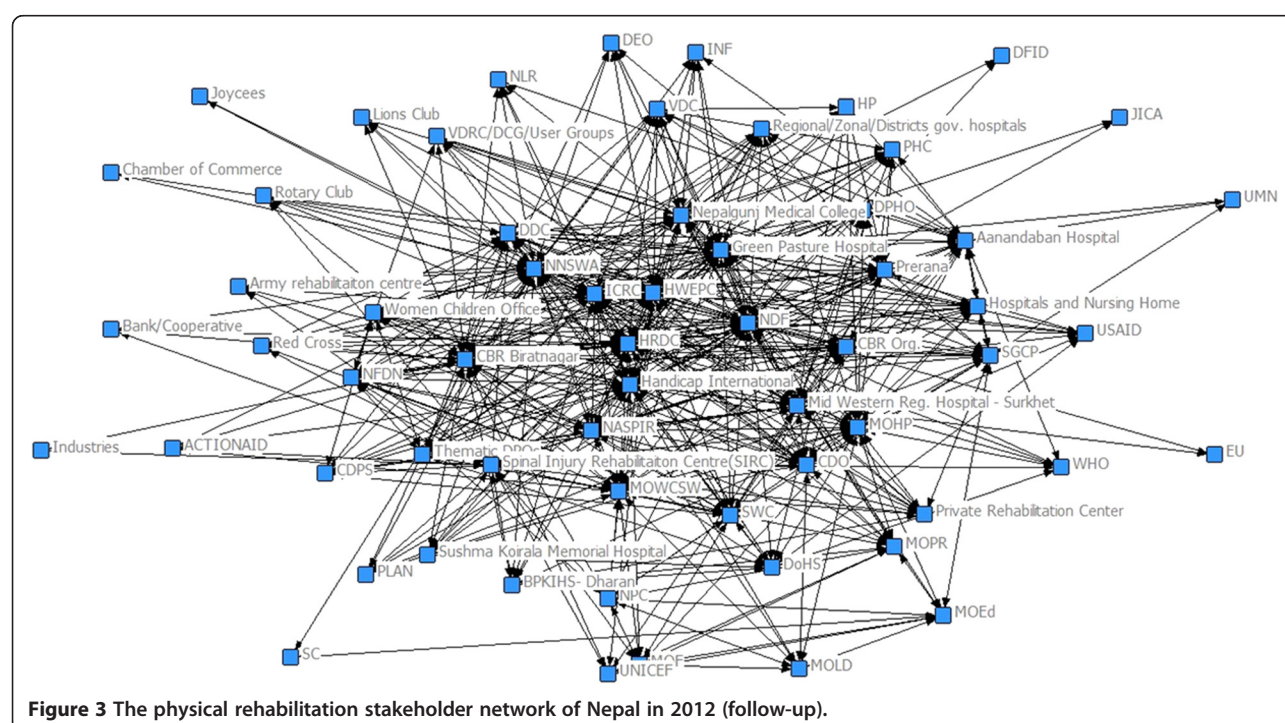 DEO
INF
DFID
NLR
Joycees
VDC
HP
Lions Club
JICA
VDRC/DCG/User Groups
Regional/Zonal/Districts gov. hospitals
PHC
Chamber of Commerce
Rotary Club
UMN
Nepalgunj Medical College
DPHO
DDC
Aanandaban Hospital
Green Pasture Hospital
NNSWA
Prerana
Army rehabilitaiton centre
ICRC
HWEPC
Hospitals and Nursing Home
Women Children Office
NDF
Bank/Cooperative
USAID
Red Cross
HRDC
CBR Org.
SGCP
CBR Biratnagar
NFDN
Handicap International
Mid Western Reg. Hospital - Surkhet
NASPIR
MOHP
Industries
ACTIONAID
Thematic DPOs
EU
CDPS
Spinal Injury Rehabilitaiton Centre(SIRC)
CDO
WHO
MOWCSW
SWC
Private Rehabilitation Center
MOPR
Sushma Koirala Memorial Hospital
DoHS
PLAN
BPKIHS- Dharan
NPC
MOEd
SC
MOF
UNICEF
MOLD
Figure 3 The physical rehabilitation stakeholder network of Nepal in 2012 (follow-up).